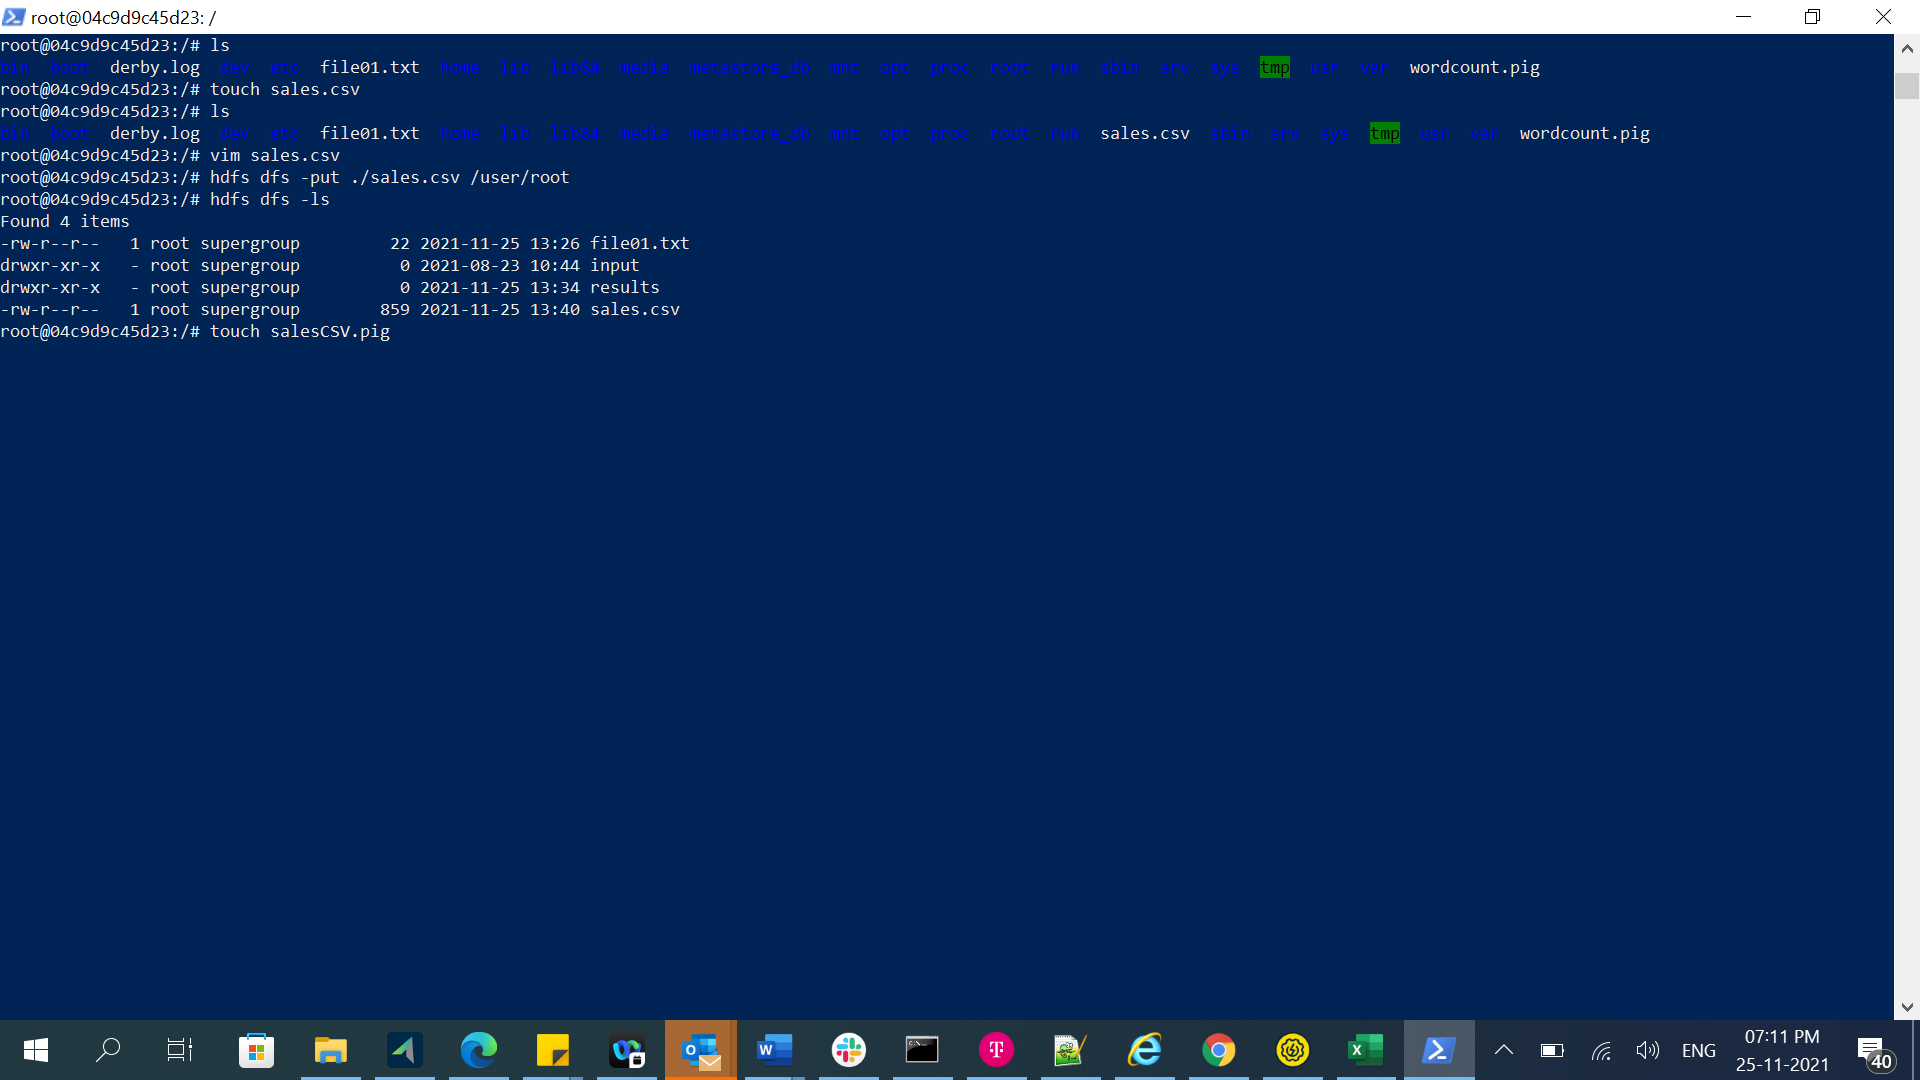 root@04c9d9c45d23: /
root@04c9d9c45d23:/# ls
bin boot derby.log dev etc file01.txt home lib lib64 media metastore_db mnt opt proc root run sbin srv sys tmp usr var wordcount.pig
root@04c9d9c45d23:/# touch sales.csv
root@04c9d9c45d23:/# ls
bin boot derby.log dev etc file01.txt home lib lib64 media metastore_db mnt opt proc root run sales.csv sbin srv sys tmp usr var wordcount.pig
root@04c9d9c45d23:/# vim sales.csv
root@04c9d9c45d23:/# hdfs dfs -put ./sales.csv /user/root
root@04c9d9c45d23:/# hdfs dfs -ls
Found 4 items
-rw-r--r-- 1 root supergroup 22 2021-11-25 13:26 file01.txt
drwxr-xr-x - root supergroup 0 2021-08-23 10:44 input
drwxr-xr-x - root supergroup 0 2021-11-25 13:34 results
-rw-r--r-- 1 root supergroup 859 2021-11-25 13:40 sales.csv
root@04c9d9c45d23:/# touch salesCSV.pig
ENG
07:11 PM
25-11-2021
40